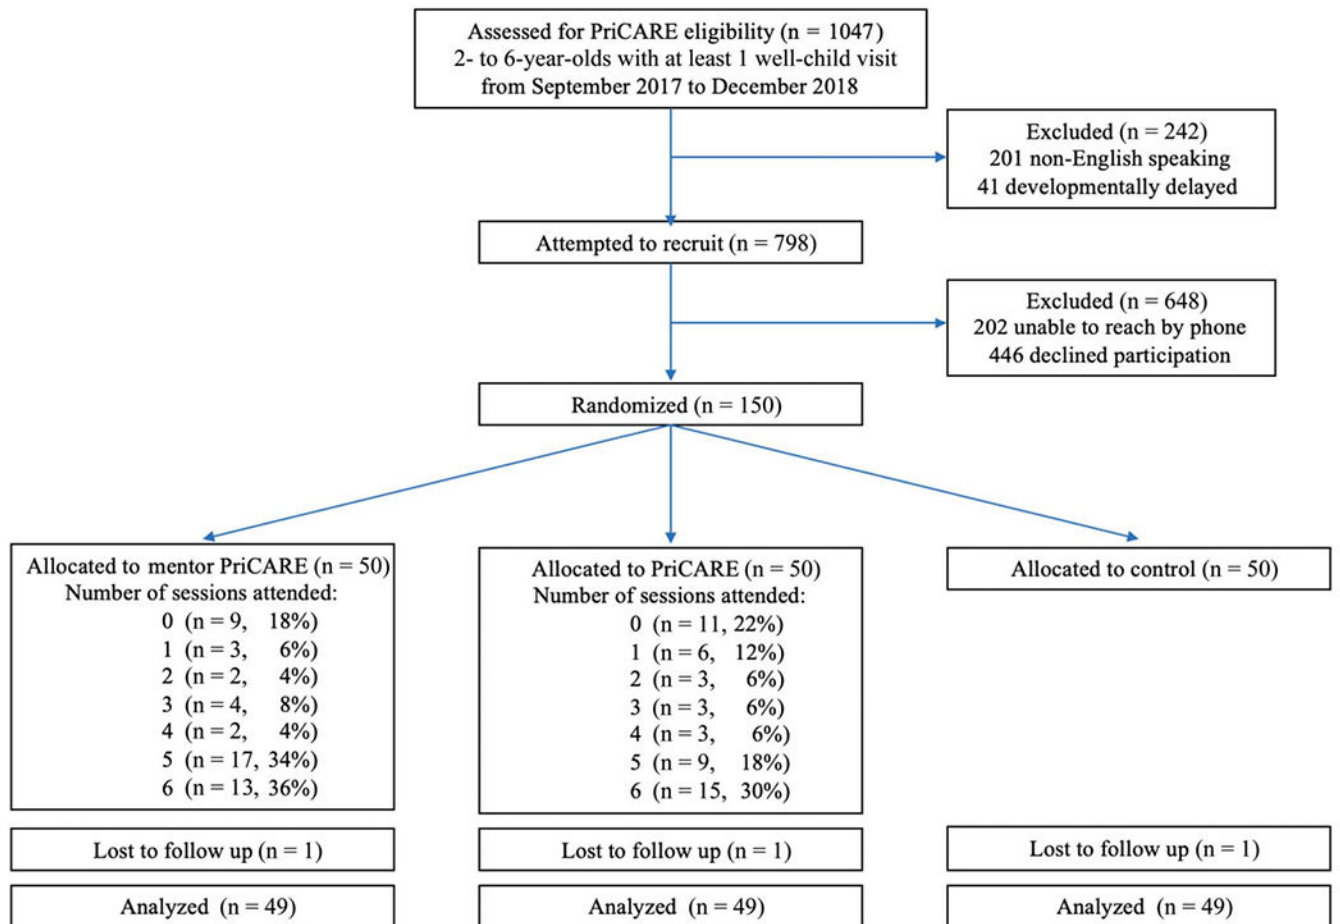 Assessed for PriCARE eligibility (n = 1047)
2- to 6-year-olds with at least 1 well-child visit
from September 2017 to December 2018
Excluded (n = 242)
201 non-English speaking
41 developmentally delayed
Attempted to recruit (n = 798)
Excluded (n = 648)
202 unable to reach by phone
446 declined participation
Randomized (n = 150)
Allocated to mentor PriCARE (n = 50)
Number of sessions attended:
0 (n = 9, 18%)
1 (n = 3, 6%)
2 (n = 2, 4%)
3 (n = 4, 8%)
4 (n = 2, 4%)
5 (n = 17, 34%)
6 (n = 13, 36%)
Lost to follow up (n = 1)
Analyzed (n = 49)
Allocated to PriCARE (n = 50)
Number of sessions attended:
0 (n = 11, 22%)
1 (n = 6, 12%)
2 (n = 3, 6%)
3 (n = 3, 6%)
4 (n = 3, 6%)
5 (n = 9, 18%)
6 (n = 15, 30%)
Lost to follow up (n = 1)
Analyzed (n = 49)
Allocated to control (n = 50)
Lost to follow up (n = 1)
Analyzed (n = 49)